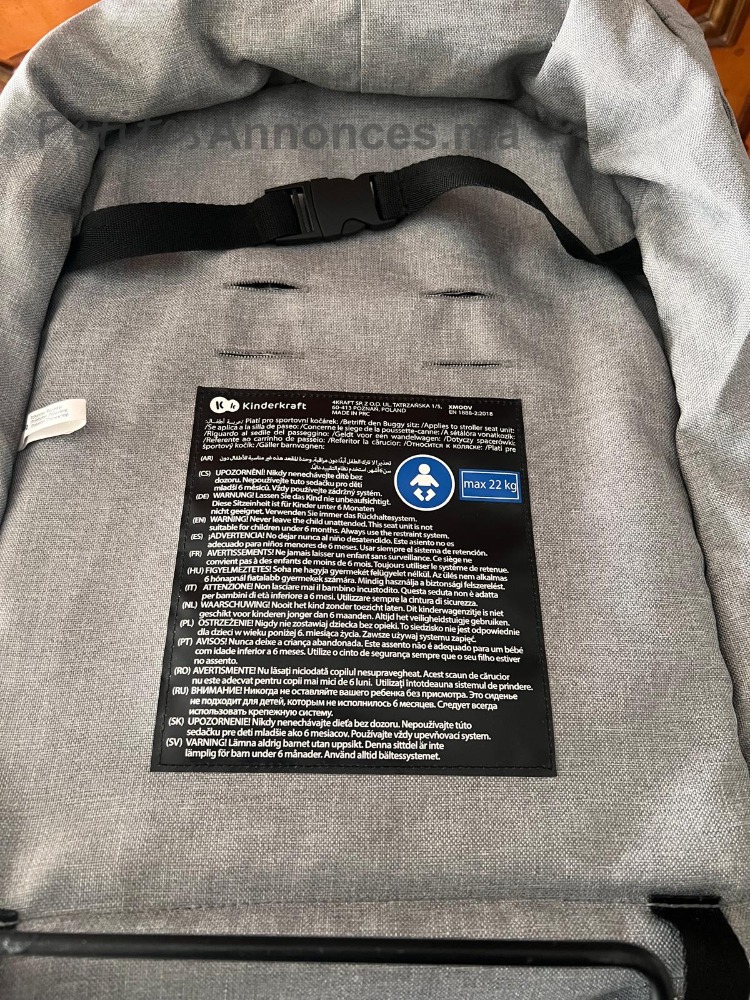 PetitesAnnonces.ma
Kk Kinderkraft
4KRAFT SP. Z O.O. UL. TATRZAŃSKA 1/5,
60-413 POZNAŃ, POLAND
MADE IN PRC
XMOOV
EN 1888-2:2018
Platí pro sportovní kočárek: /Betrifft den Buggy sitz: /Applies to stroller seat unit:
/Se aplica a la silla de paseo: /Concerne le siege de la poussette-canne: /A sétálóra vonatkozik:
/Riguardo al sedile del passeggino: /Geldt voor een wandelwagen: /Dotyczy spacerówki:
/Referente ao carrinho de passeio: /Referitor la cărucior: /Относится к коляске: /Platí pre
športový kočík: /Gäller barnvagnen:
(AR)
(CS) UPOZORNĚNÍ! Nikdy nenechávejte dítě bez
dozoru. Nepoužívejte tuto sedačku pro děti
mladší 6 měsíců. Vždy používejte zádržný systém.
(DE) WARNUNG! Lassen Sie das Kind nie unbeaufsichtigt.
Diese Sitzeinheit ist für Kinder unter 6 Monaten
nicht geeignet. Verwenden Sie immer das Rückhaltesystem.
(EN) WARNING! Never leave the child unattended. This seat unit is not
suitable for children under 6 months. Always use the restraint system.
(ES) ¡ADVERTENCIA! No dejar nunca al niño desatendido. Este asiento no es
adecuado para niños menores de 6 meses. Usar siempre el sistema de retención.
(FR) AVERTISSEMENTS! Ne jamais laisser un enfant sans surveillance. Ce siège ne
convient pas à des enfants de moins de 6 mois. Toujours utiliser le système de retenue.
(HU) FIGYELMEZTETES! Soha ne hagyja gyermekét felügyelet nélkül. Az ülés nem alkalmas
6 hónapnál fiatalabb gyermekek számára. Mindig használja a biztonsági felszerelést.
(IT) ATTENZIONE! Non lasciare mai il bambino incustodito. Questa seduta non è adatta
per bambini di età inferiore a 6 mesi. Utilizzare sempre la cintura di sicurezza.
(NL) WAARSCHUWING! Nooit het kind zonder toezicht laten. Dit kinderwagenzitje is niet
geschikt voor kinderen jonger dan 6 maanden. Altijd het veiligheidstuigje gebruiken.
(PL) OSTRZEŻENIE! Nigdy nie zostawiaj dziecka bez opieki. To siedzisko nie jest odpowiednie
dla dzieci w wieku poniżej 6. miesiąca życia. Zawsze używaj systemu zapięć.
(PT) AVISOS! Nunca deixe a criança abandonada. Este assento não é adequado para um bébé
com idade inferior a 6 meses. Utilize o cinto de segurança sempre que o seu filho estiver
no assento.
(RO) AVERTISMENTE! Nu lăsați niciodată copilul nesupravegheat. Acest scaun de cărucior
nu este adecvat pentru copii mai mici de 6 luni. Utilizați întotdeauna sistemul de prindere.
(RU) ВНИМАНИЕ! Никогда не оставляйте вашего ребенка без присмотра. Это сиденье
не подходит для детей, которым не исполнилось 6 месяцев. Следует всегда
использовать крепежную систему.
(SK) UPOZORNENIE! Nikdy nenechávejte dieťa bez dozoru. Nepoužívajte túto
sedačku pre deti mladšie ako 6 mesiacov. Používajte vždy upevňovací system.
(SV) VARNING! Lämna aldrig barnet utan uppsikt. Denna sittdel är inte
lämplig för barn under 6 månader. Använd alltid bältessystemet.
max 22 kg